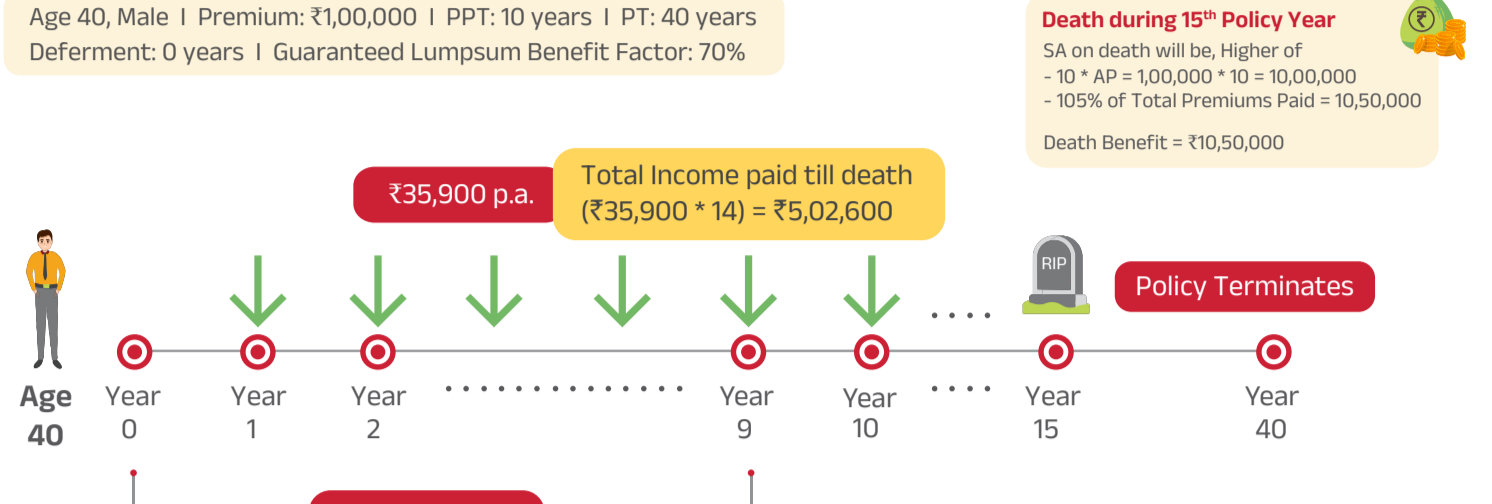 Age 40, Male I Premium: ₹1,00,000 I PPT: 10 years I PT: 40 years
Deferment: 0 years I Guaranteed Lumpsum Benefit Factor: 70%
Death during 15th Policy Year
SA on death will be, Higher of
- 10 * AP = 1,00,000 * 10 = 10,00,000
- 105% of Total Premiums Paid = 10,50,000
Death Benefit = ₹10,50,000
₹
₹35,900 p.a.
Total Income paid till death
(₹35,900 * 14) = ₹5,02,600
RIP
Policy Terminates
Age
40
Year
0
Year
1
Year
2
Year
9
Year
10
Year
15
Year
40